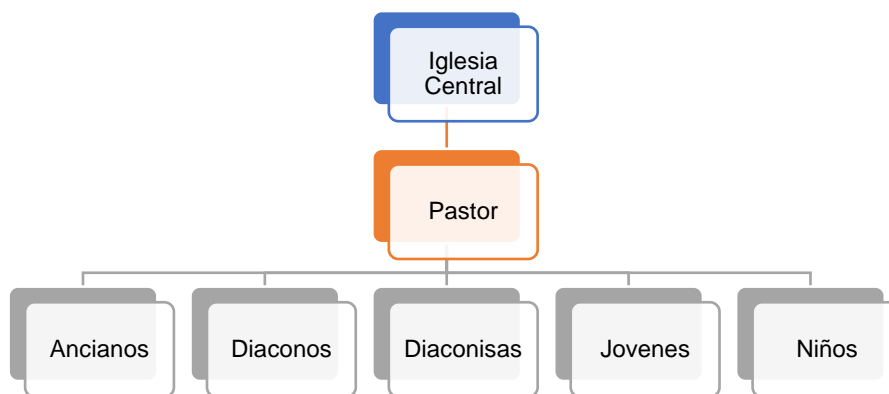 Iglesia
Central
Pastor
Ancianos
Diaconos
Diaconisas
Jovenes
Niños